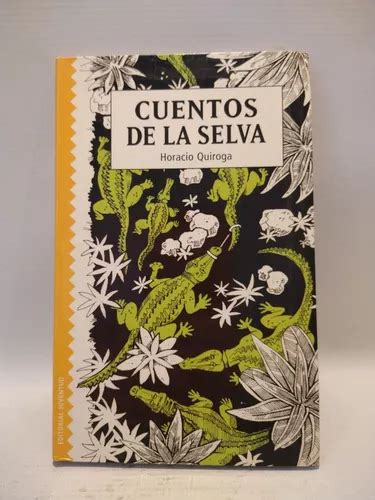 CUENTOS
DE LA SELVA
Horacio Quiroga
EDITORIAL JUVENTUD